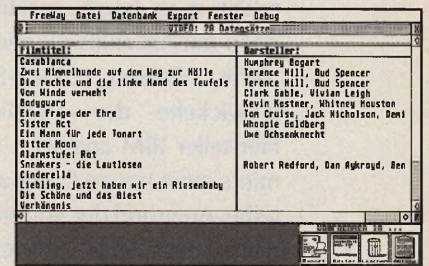 FreeWay Datei Datenbank Export Fenster Debug
VIDEO: 28 Datensätze
Filmtitel: Darsteller:
Casablanca Humphrey Bogart
Zwei Himmelhunde auf dem Weg zur Hölle Terence Hill, Bud Spencer
Die rechte und die linke Hand des Teufels Terence Hill, Bud Spencer
Vom Winde verweht Clark Gable, Vivian Leigh
Bodyguard Kevin Kostner, Whitney Houston
Eine Frage der Ehre Tom Cruise, Jack Nicholson, Demi
Sister Act Whoopie Goldberg
Ein Mann für jede Tonart Uwe Ochsenknecht
Bitter Moon
Alarmstufe Rot
Sneakers - die Lautlosen Robert Redford, Dan Aykroyd, Ben
Cinderella
Liebling, jetzt haben wir ein Riesenbaby
Die Schöne und das Biest
Verhängnis